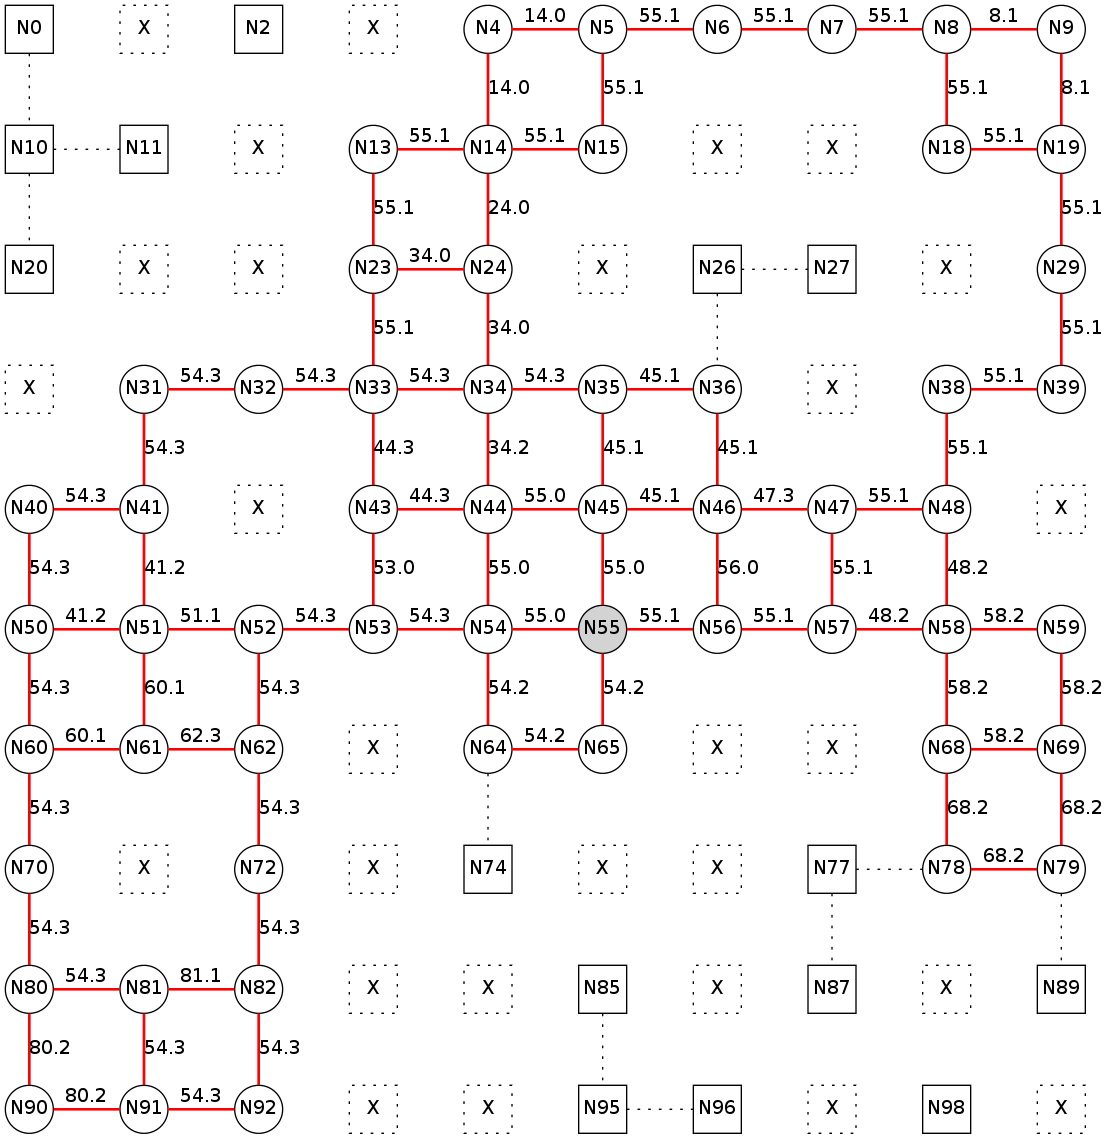 N0 X N2 X N4 14.0 N5 55.1 N6 55.1 N7 55.1 N8 8.1 N9
14.0 55.1 55.1 8.1
N10 N11 X N13 55.1 N14 55.1 N15 X X N18 55.1 N19
55.1 24.0 55.1
N20 X X N23 34.0 N24 X N26 N27 X N29
55.1 34.0 55.1
X N31 54.3 N32 54.3 N33 54.3 N34 54.3 N35 45.1 N36 X N38 55.1 N39
54.3 44.3 34.2 45.1 45.1 55.1
N40 54.3 N41 X N43 44.3 N44 55.0 N45 45.1 N46 47.3 N47 55.1 N48 X
54.3 41.2 53.0 55.0 55.0 56.0 55.1 48.2
N50 41.2 N51 51.1 N52 54.3 N53 54.3 N54 55.0 N55 55.1 N56 55.1 N57 48.2 N58 58.2 N59
54.3 60.1 54.3 54.2 54.2 58.2 58.2
N60 60.1 N61 62.3 N62 X N64 54.2 N65 X X N68 58.2 N69
54.3 54.3 68.2 68.2
N70 X N72 X N74 X X N77 N78 68.2 N79
54.3 54.3
N80 54.3 N81 81.1 N82 X X N85 X N87 X N89
80.2 54.3 54.3
N90 80.2 N91 54.3 N92 X X N95 N96 X N98 X